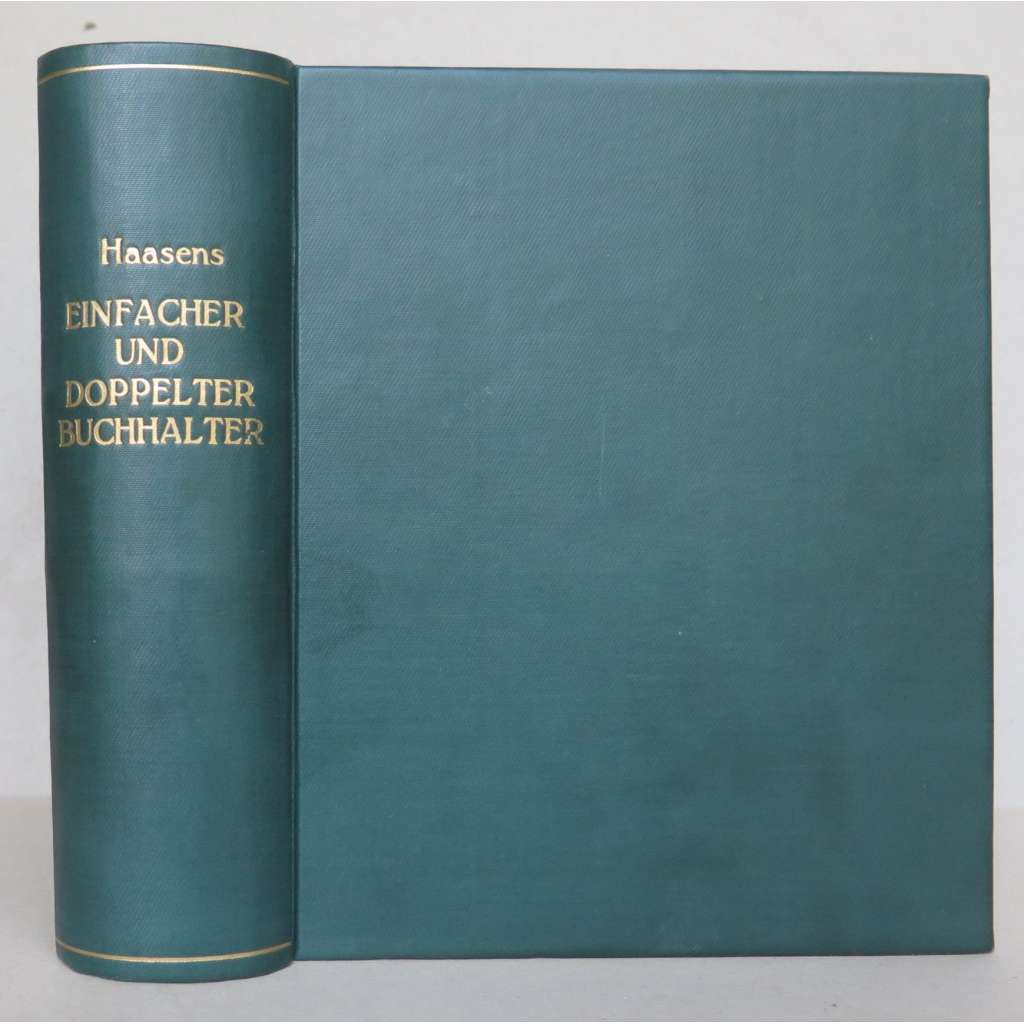 Haasens
EINFACHER
UND
DOPPELTER
BUCHHALTER